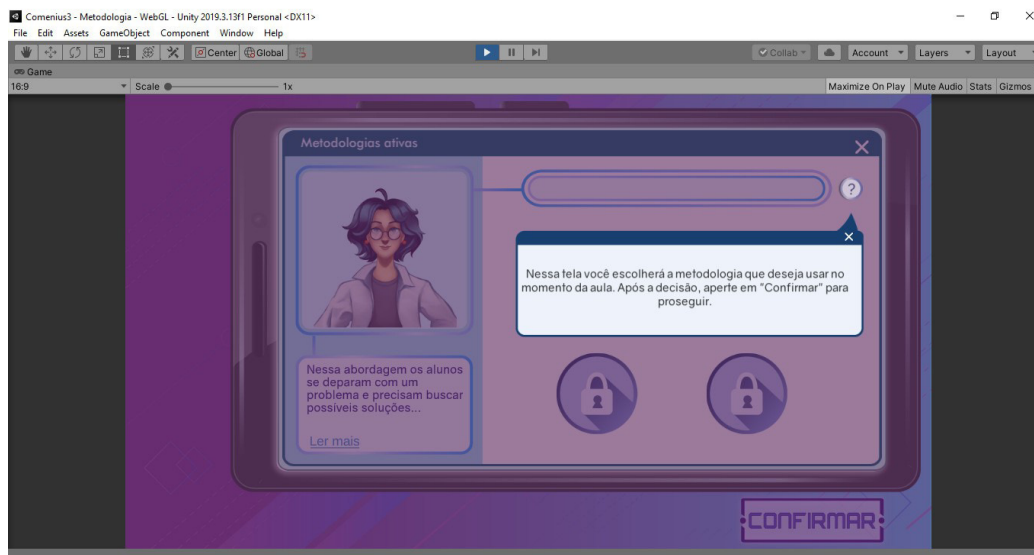 Comenius3 - Metodologia - WebGL - Unity 2019.3.13f1 Personal <DX11>
File Edit Assets GameObject Component Window Help
Center Global Collab Account Layers Layout
Game
16:9 Scale 1x Maximize On Play Mute Audio Stats Gizmos
Metodologias ativas
?
Nessa tela você escolherá a metodologia que deseja usar no
momento da aula. Após a decisão, aperte em "Confirmar" para
proseguir.
Nessa abordagem os alunos
se deparam com um
problema e precisam buscar
possíveis soluções...
Ler mais
CONFIRMAR